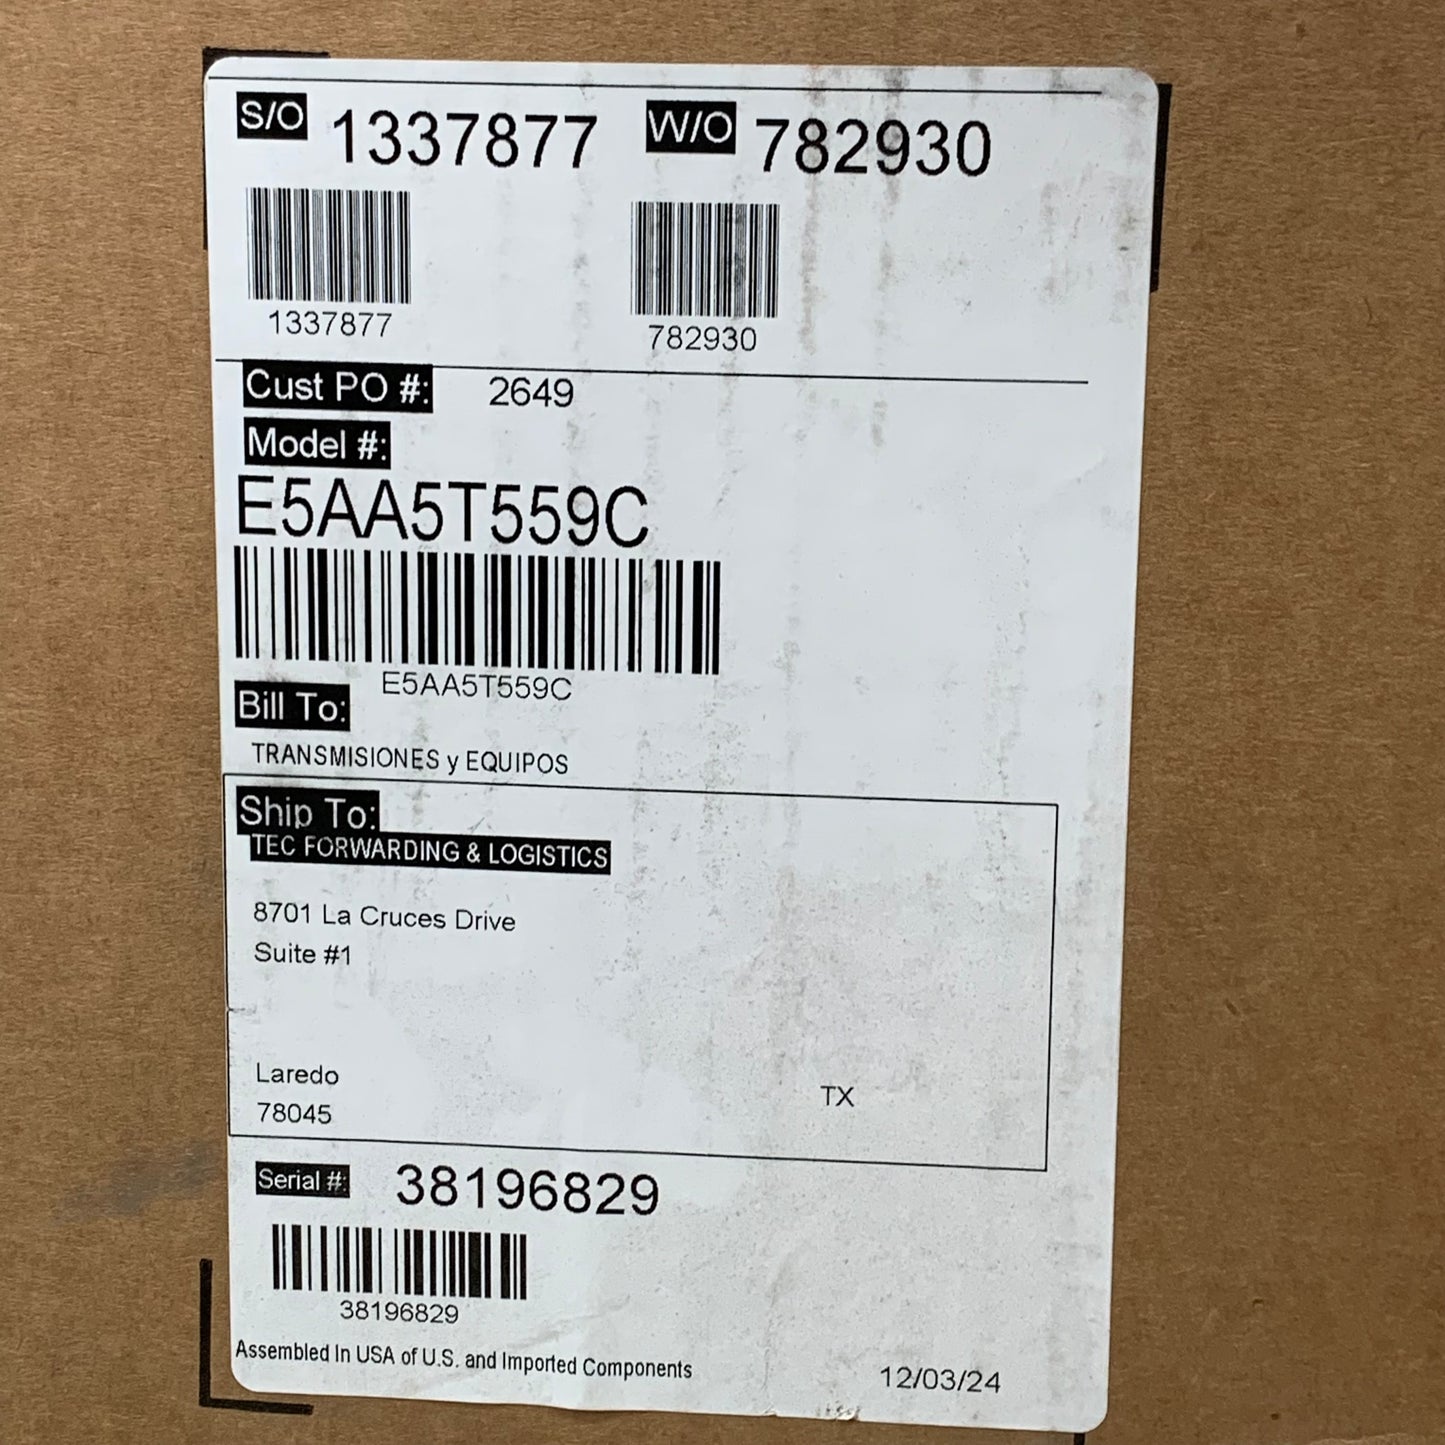 S/O 1337877 W/O 782930
1337877 782930
Cust PO #: 2649
Model #:
E5AA5T559C
E5AA5T559C
Bill To:
TRANSMISIONES y EQUIPOS
Ship To:
TEC FORWARDING & LOGISTICS
8701 La Cruces Drive
Suite #1
Laredo TX
78045
Serial #: 38196829
38196829
Assembled In USA of U.S. and Imported Components 12/03/24